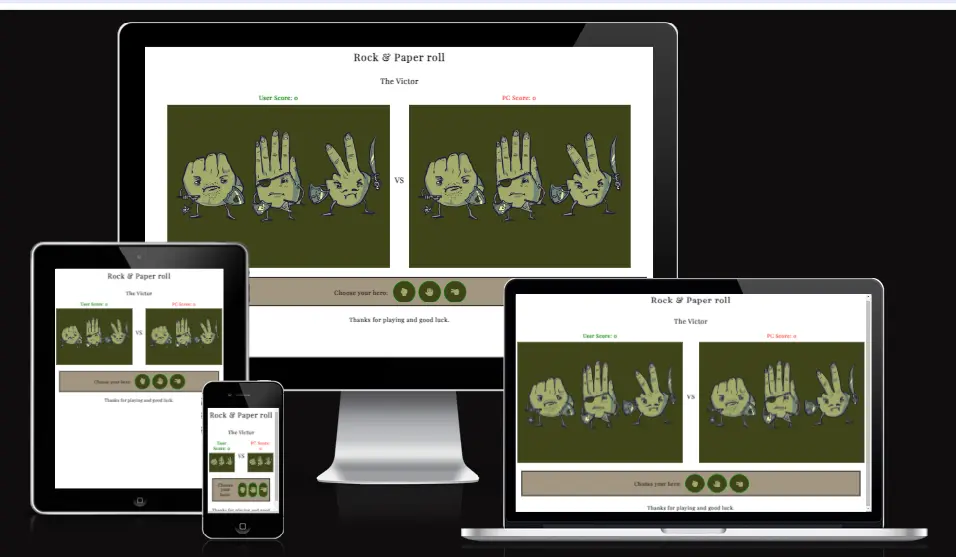 Rock & Paper roll
The Victor
User Score: 0
PC Score: 0
VS
Choose your hero:
Thanks for playing and good luck.
Rock & Paper roll
The Victor
User Score: 0
PC Score: 0
VS
Choose your hero:
Thanks for playing and good luck.
Rock & Paper roll
The Victor
User
Score: 0
PC Score:
0
VS
Choose
your
hero:
Thanks for playing and good
Rock & Paper roll
The Victor
User Score: 0
PC Score: 0
VS
Choose your hero:
Thanks for playing and good luck.